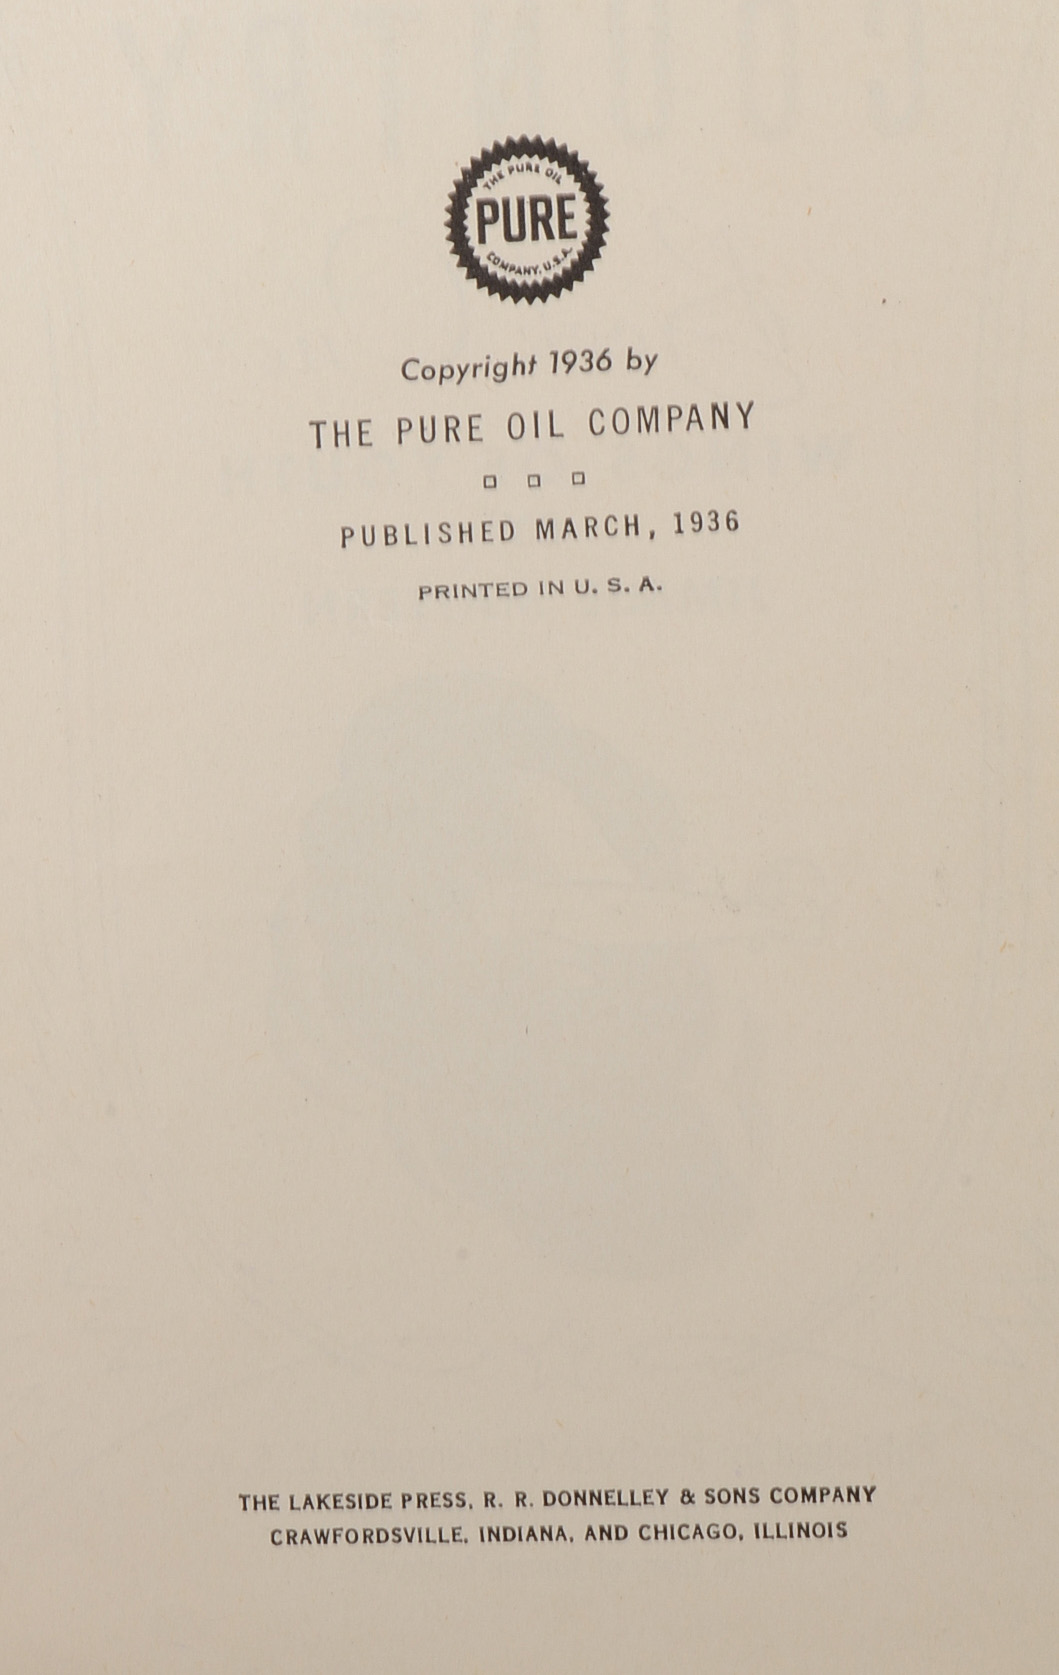 THE PURE OIL
PURE
COMPANY, U.S.A.
Copyright 1936 by
THE PURE OIL COMPANY
PUBLISHED MARCH, 1936
PRINTED IN U. S. A.
THE LAKESIDE PRESS, R. R. DONNELLEY & SONS COMPANY
CRAWFORDSVILLE, INDIANA, AND CHICAGO, ILLINOIS